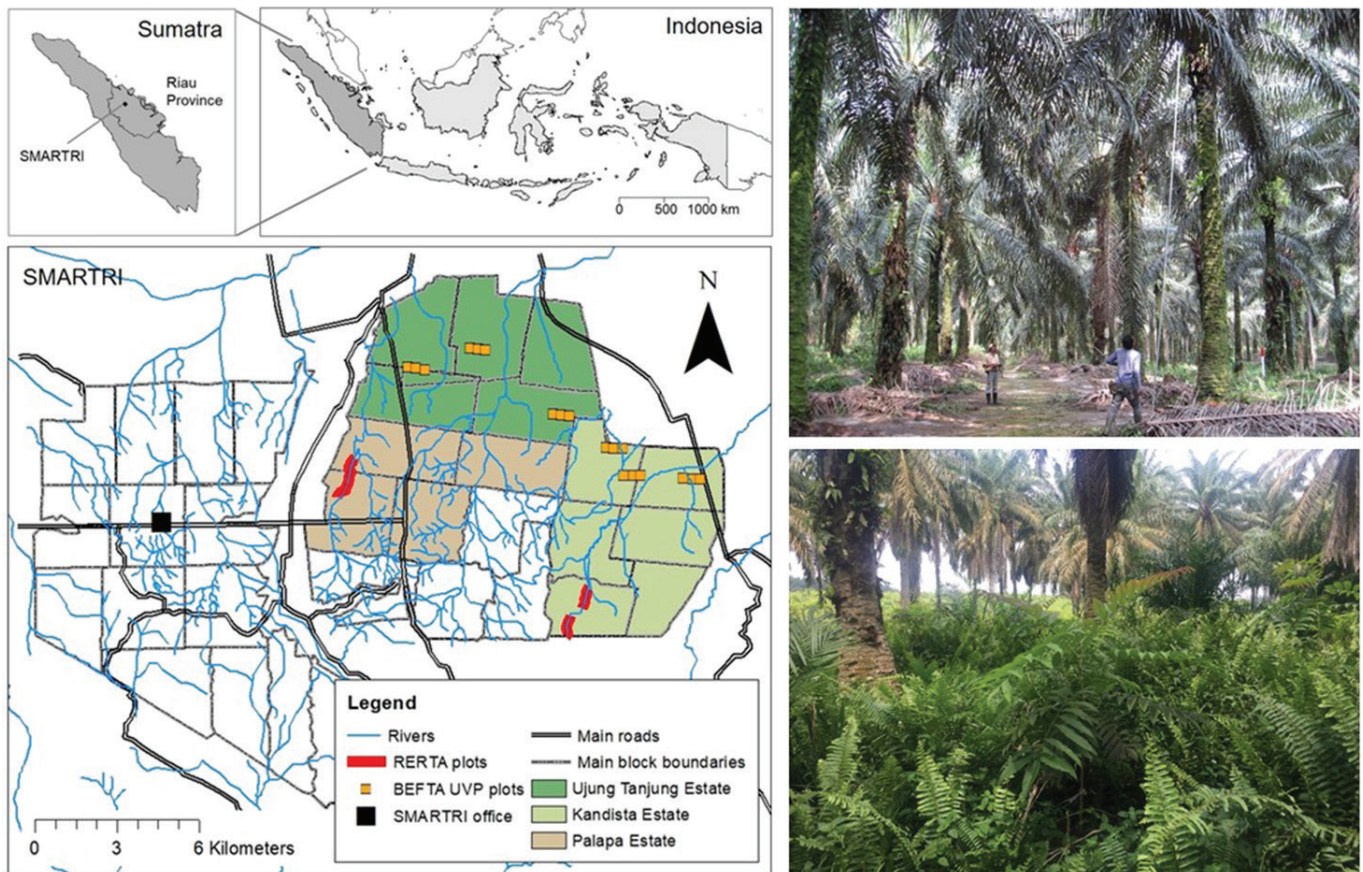 Sumatra
Riau
Province
SMARTRI
Indonesia
0 500 1000 km
SMARTRI
N
Legend
Rivers
RERTA plots
BEFTA UVP plots
SMARTRI office
Main roads
Main block boundaries
Ujung Tanjung Estate
Kandista Estate
Palapa Estate
0 3 6 Kilometers